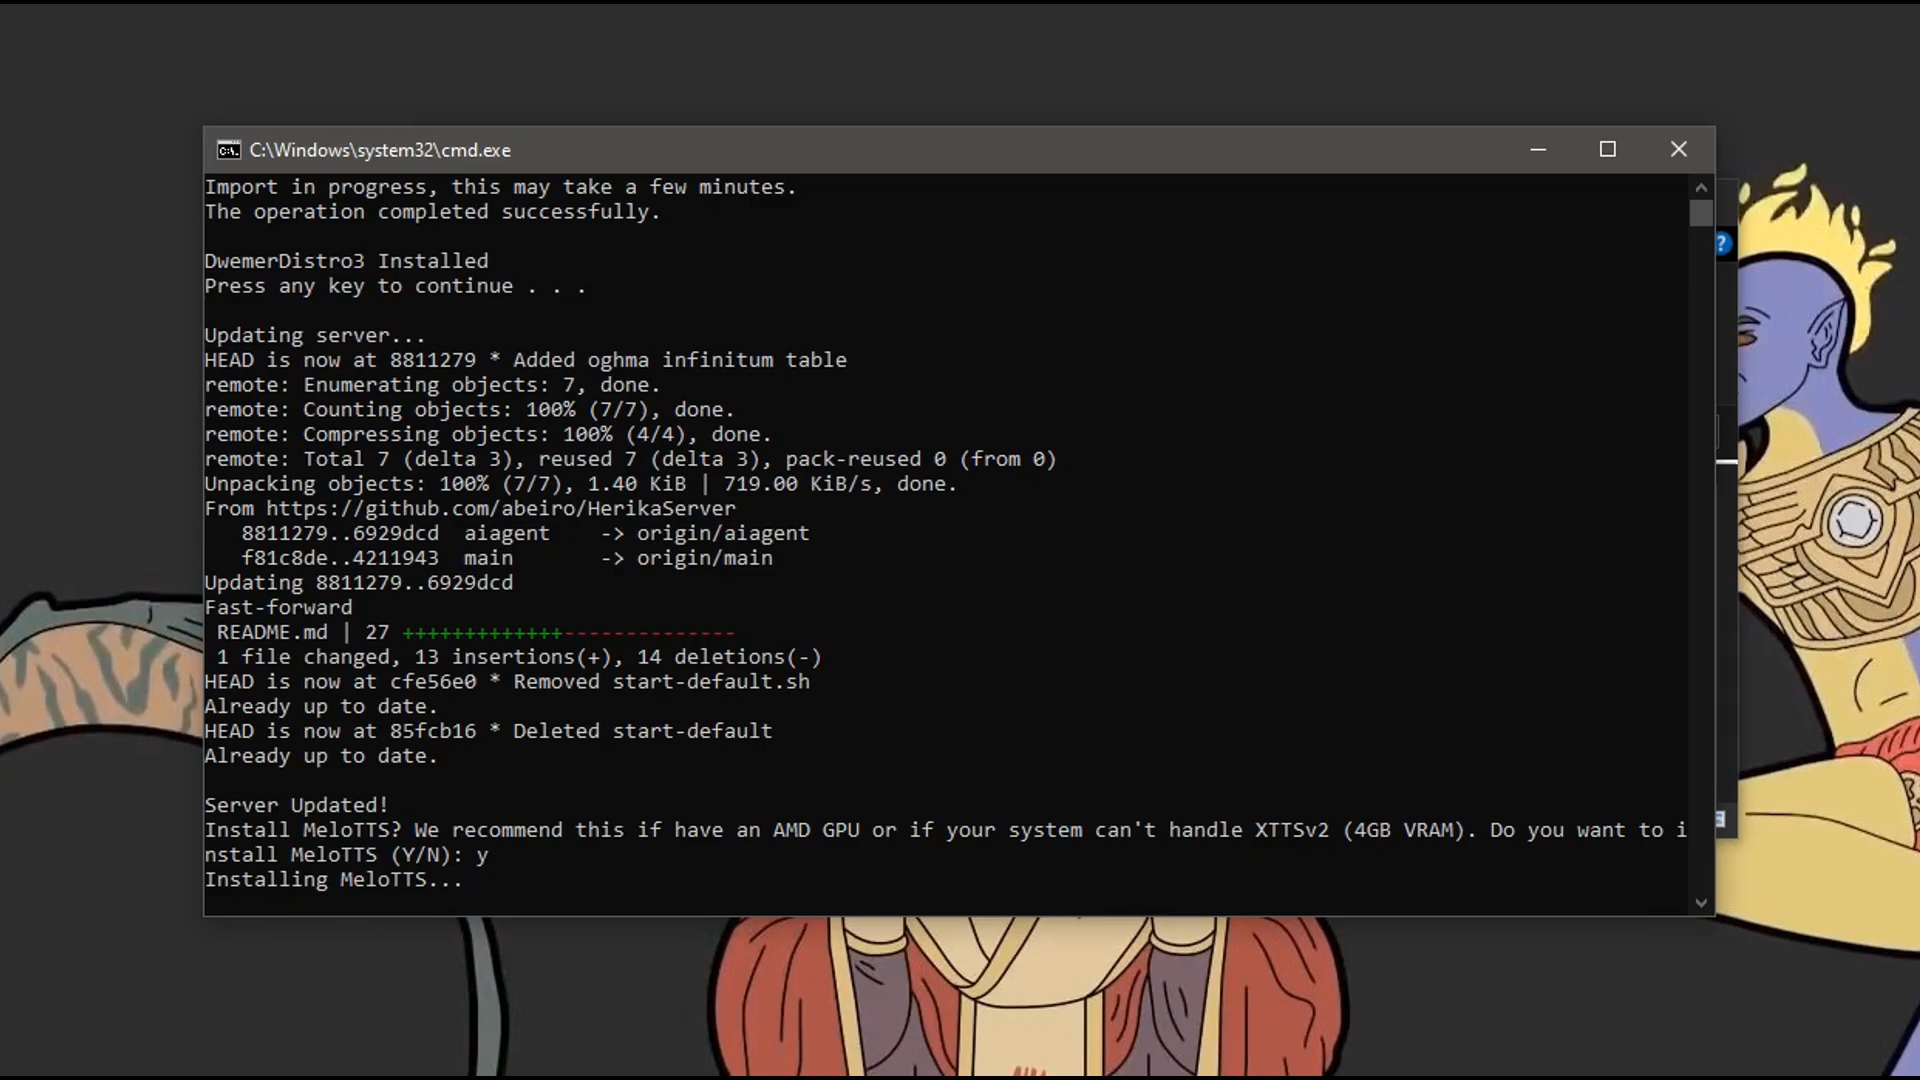 C:\Windows\system32\cmd.exe
Import in progress, this may take a few minutes.
The operation completed successfully.
DwemerDistro3 Installed
Press any key to continue . . .
Updating server...
HEAD is now at 8811279 * Added oghma infinitum table
remote: Enumerating objects: 7, done.
remote: Counting objects: 100% (7/7), done.
remote: Compressing objects: 100% (4/4), done.
remote: Total 7 (delta 3), reused 7 (delta 3), pack-reused 0 (from 0)
Unpacking objects: 100% (7/7), 1.40 KiB | 719.00 KiB/s, done.
From https://github.com/abeiro/HerikaServer
   8811279..6929dcd  aiagent    -> origin/aiagent
   f81c8de..4211943  main       -> origin/main
Updating 8811279..6929dcd
Fast-forward
 README.md | 27 +++++++++++++--------------
 1 file changed, 13 insertions(+), 14 deletions(-)
HEAD is now at cfe56e0 * Removed start-default.sh
Already up to date.
HEAD is now at 85fcb16 * Deleted start-default
Already up to date.
Server Updated!
Install MeloTTS? We recommend this if have an AMD GPU or if your system can't handle XTTSv2 (4GB VRAM). Do you want to i
nstall MeloTTS (Y/N): y
Installing MeloTTS...